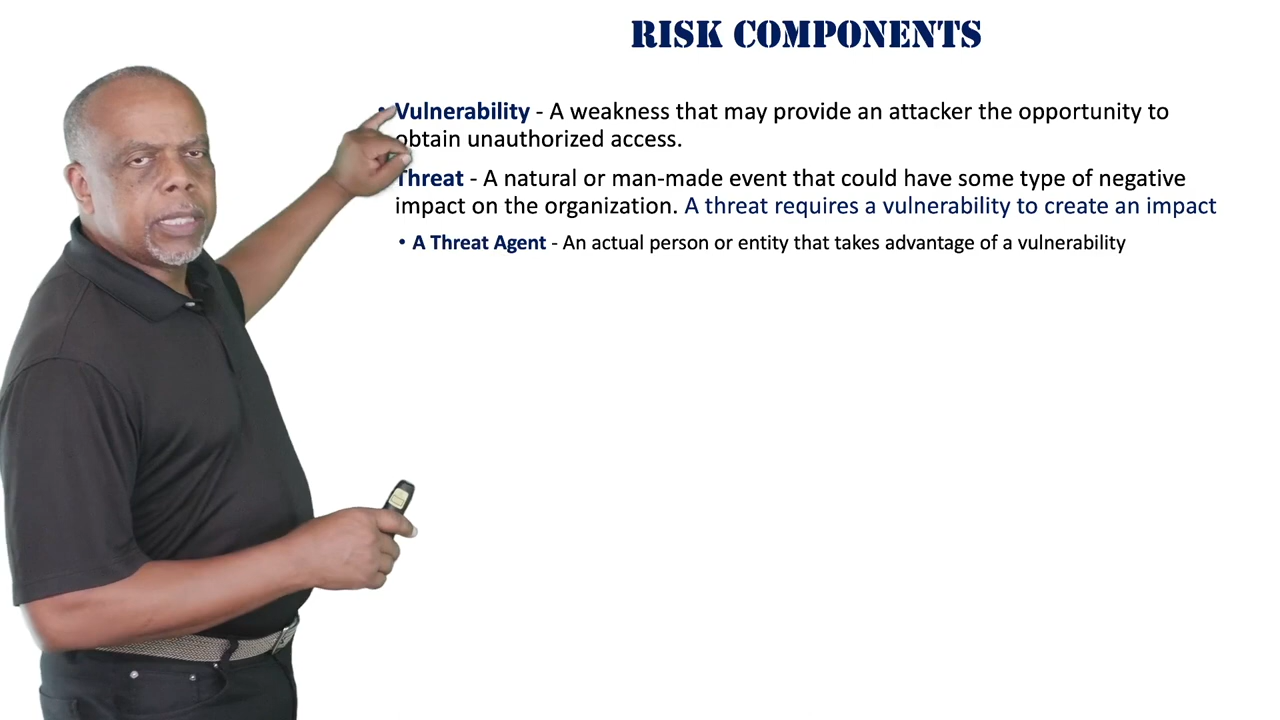 RISK COMPONENTS
• Vulnerability - A weakness that may provide an attacker the opportunity to
obtain unauthorized access.
Threat - A natural or man-made event that could have some type of negative
impact on the organization. A threat requires a vulnerability to create an impact
• A Threat Agent - An actual person or entity that takes advantage of a vulnerability